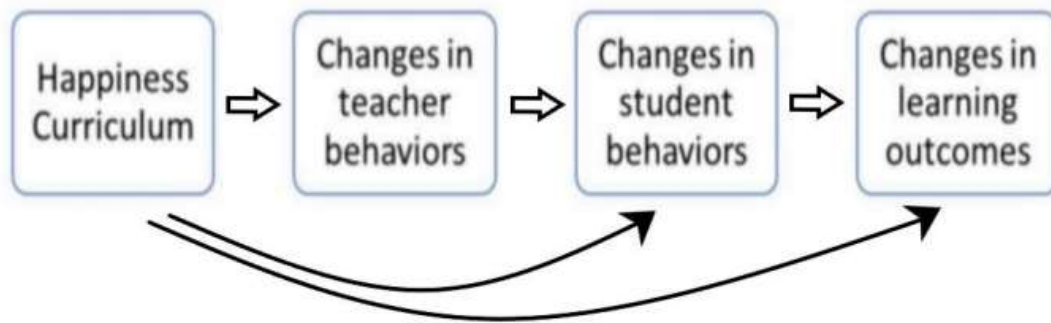 Happiness
Curriculum
Changes in
teacher
behaviors
Changes in
student
behaviors
Changes in
learning
outcomes